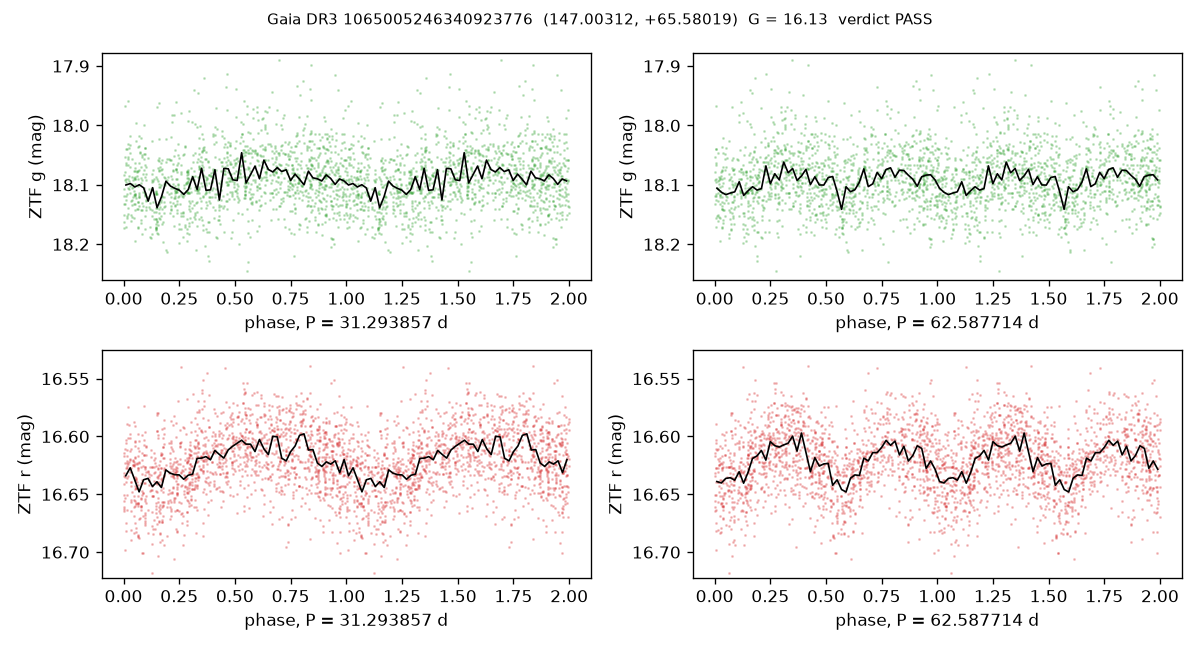 Gaia DR3 1065005246340923776 (147.00312, +65.58019) G = 16.13 verdict PASS
17.9
18.0
18.1
18.2
ZTF g (mag)
0.00 0.25 0.50 0.75 1.00 1.25 1.50 1.75 2.00
phase, P = 31.293857 d
17.9
18.0
18.1
18.2
ZTF g (mag)
0.00 0.25 0.50 0.75 1.00 1.25 1.50 1.75 2.00
phase, P = 62.587714 d
16.55
16.60
16.65
16.70
ZTF r (mag)
0.00 0.25 0.50 0.75 1.00 1.25 1.50 1.75 2.00
phase, P = 31.293857 d
16.55
16.60
16.65
16.70
ZTF r (mag)
0.00 0.25 0.50 0.75 1.00 1.25 1.50 1.75 2.00
phase, P = 62.587714 d